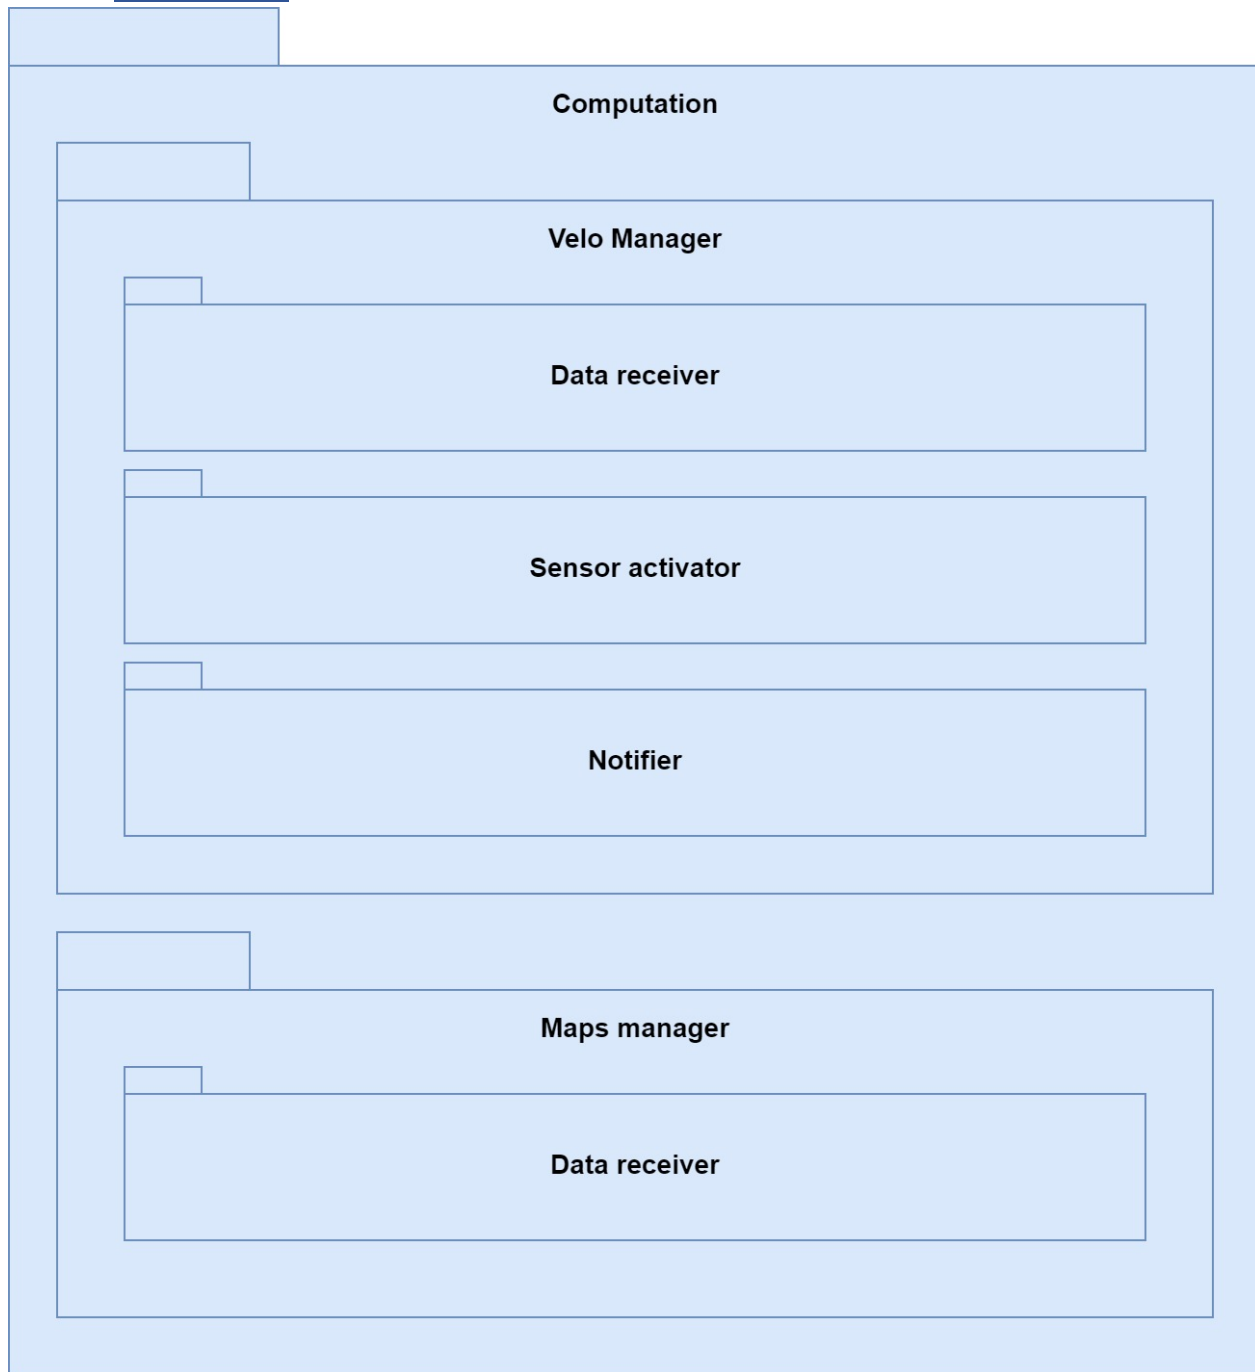 Computation
Velo Manager
Data receiver
Sensor activator
Notifier
Maps manager
Data receiver